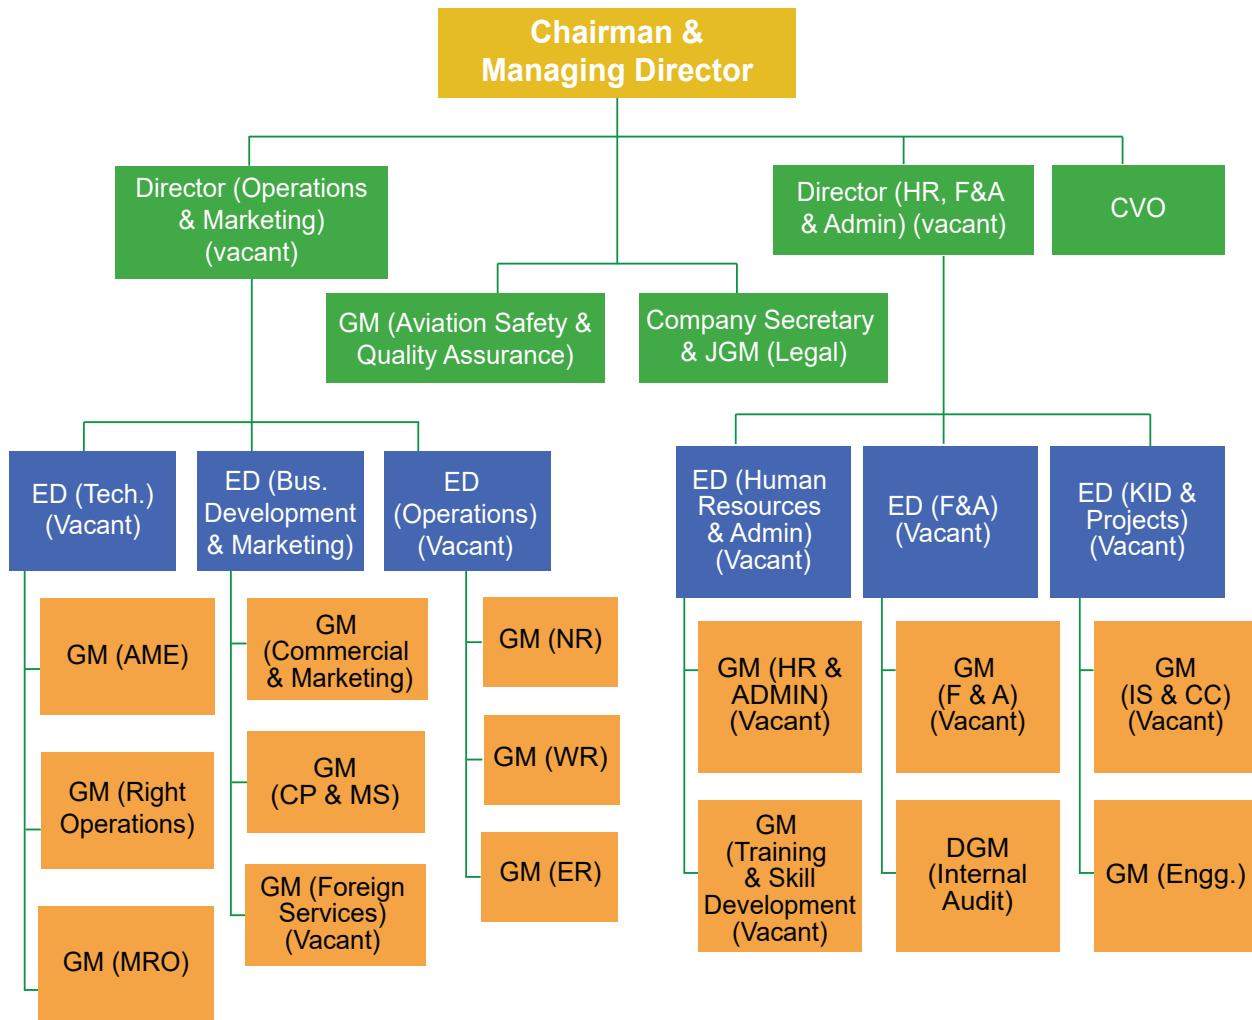 Chairman &
Managing Director
Director (Operations
& Marketing)
(vacant)
Director (HR, F&A
& Admin) (vacant)
CVO
GM (Aviation Safety &
Quality Assurance)
Company Secretary
& JGM (Legal)
ED (Tech.)
(Vacant)
ED (Bus.
Development
& Marketing)
ED
(Operations)
(Vacant)
ED (Human
Resources
& Admin)
(Vacant)
ED (F&A)
(Vacant)
ED (KID &
Projects)
(Vacant)
GM (AME)
GM (Right
Operations)
GM (MRO)
GM
(Commercial
& Marketing)
GM
(CP & MS)
GM (Foreign
Services)
(Vacant)
GM (NR)
GM (WR)
GM (ER)
GM (HR &
ADMIN)
(Vacant)
GM
(Training
& Skill
Development
(Vacant)
GM
(F & A)
(Vacant)
DGM
(Internal
Audit)
GM
(IS & CC)
(Vacant)
GM (Engg.)